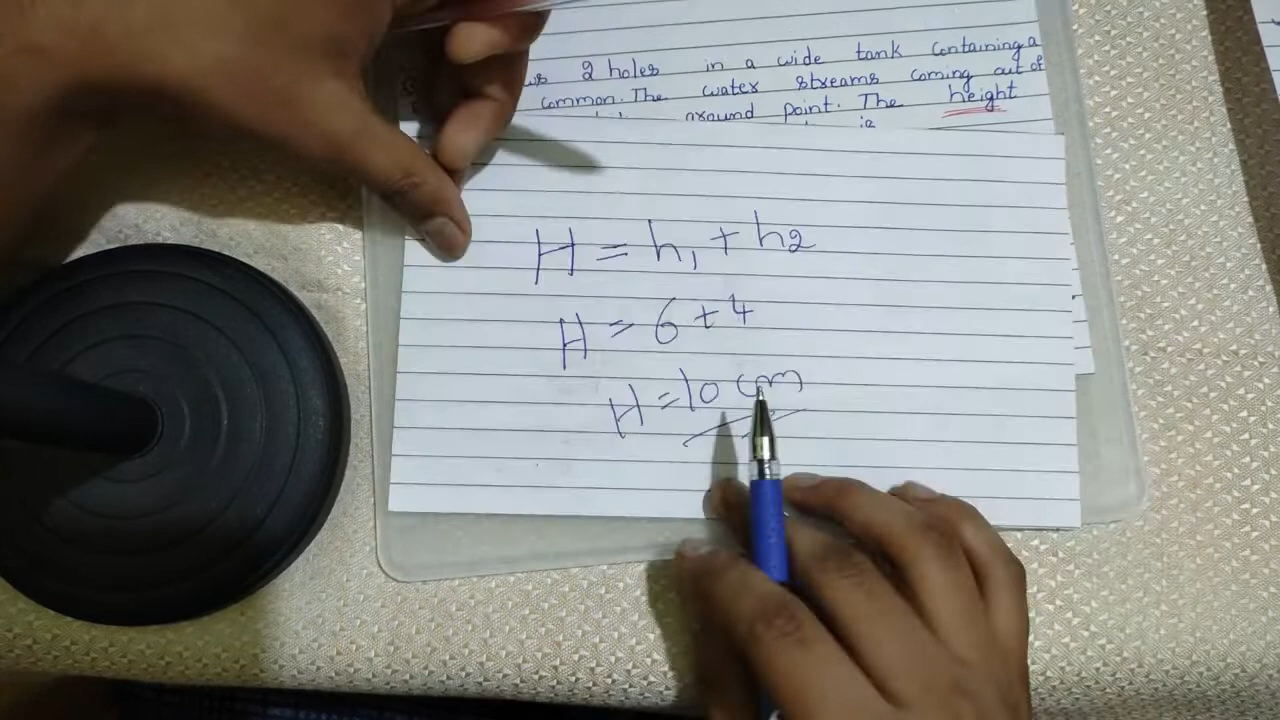 2 holes in a wide tank containing a
common. The water streams coming out of
around point. The height
is
H = h₁ + h₂
H = 6 + 4
H = 10 cm